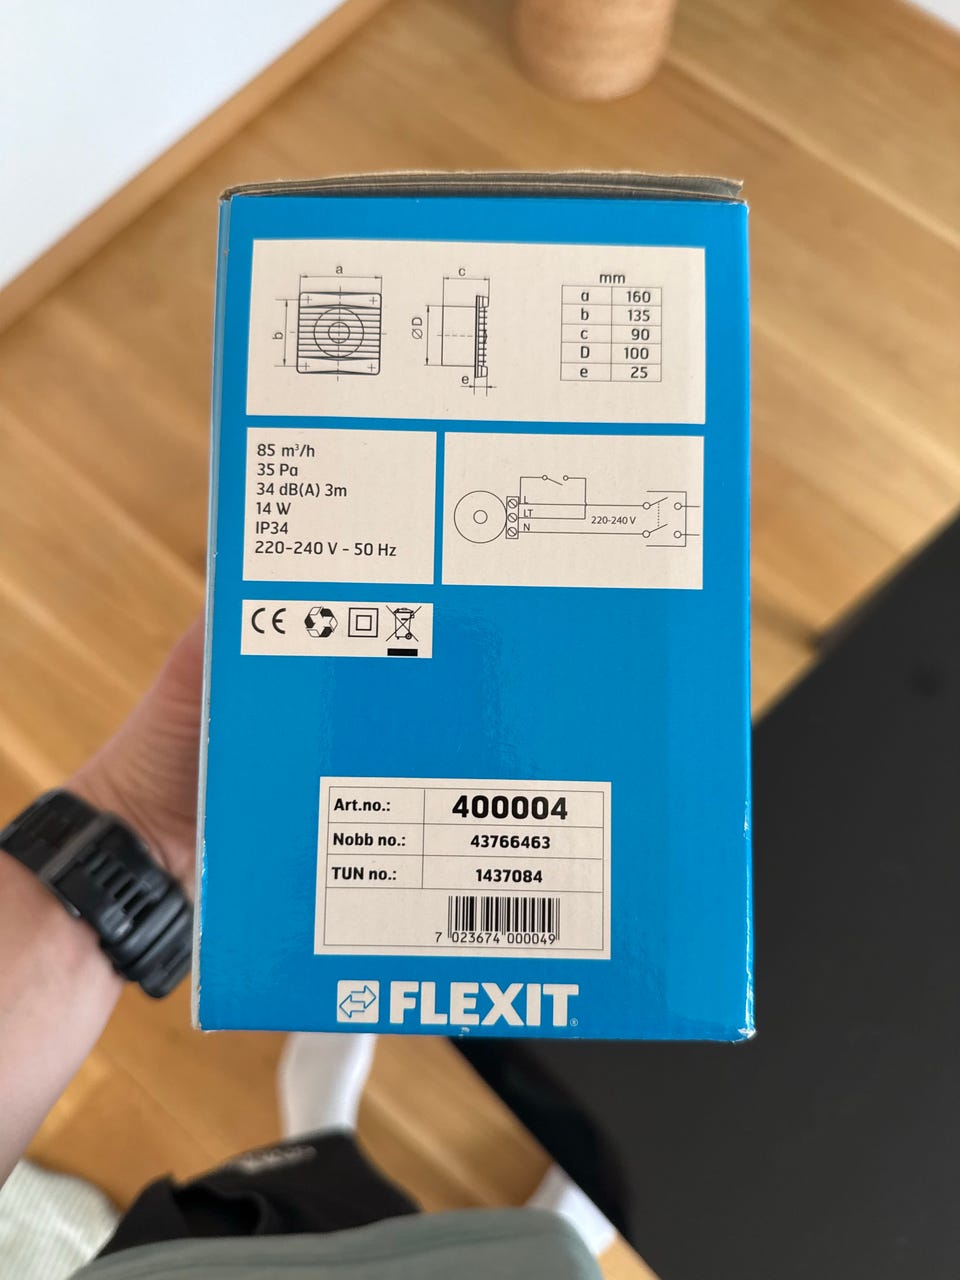 a
b
c
ØD
e
mm
a 160
b 135
c 90
D 100
e 25
85 m³/h
35 Pa
34 dB(A) 3m
14 W
IP34
220-240 V - 50 Hz
L
LT
N
220-240 V
CE
Art.no.: 400004
Nobb no.: 43766463
TUN no.: 1437084
7 023674 000049
FLEXIT®